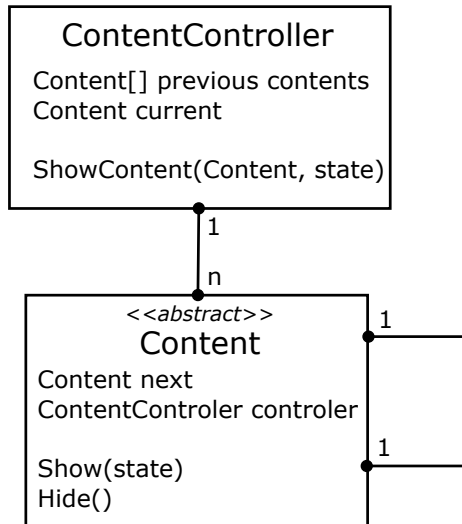 ContentController
Content[] previous contents
Content current
ShowContent(Content, state)
1
n
<<abstract>>
Content
1
Content next
ContentControler controler
1
Show(state)
Hide()